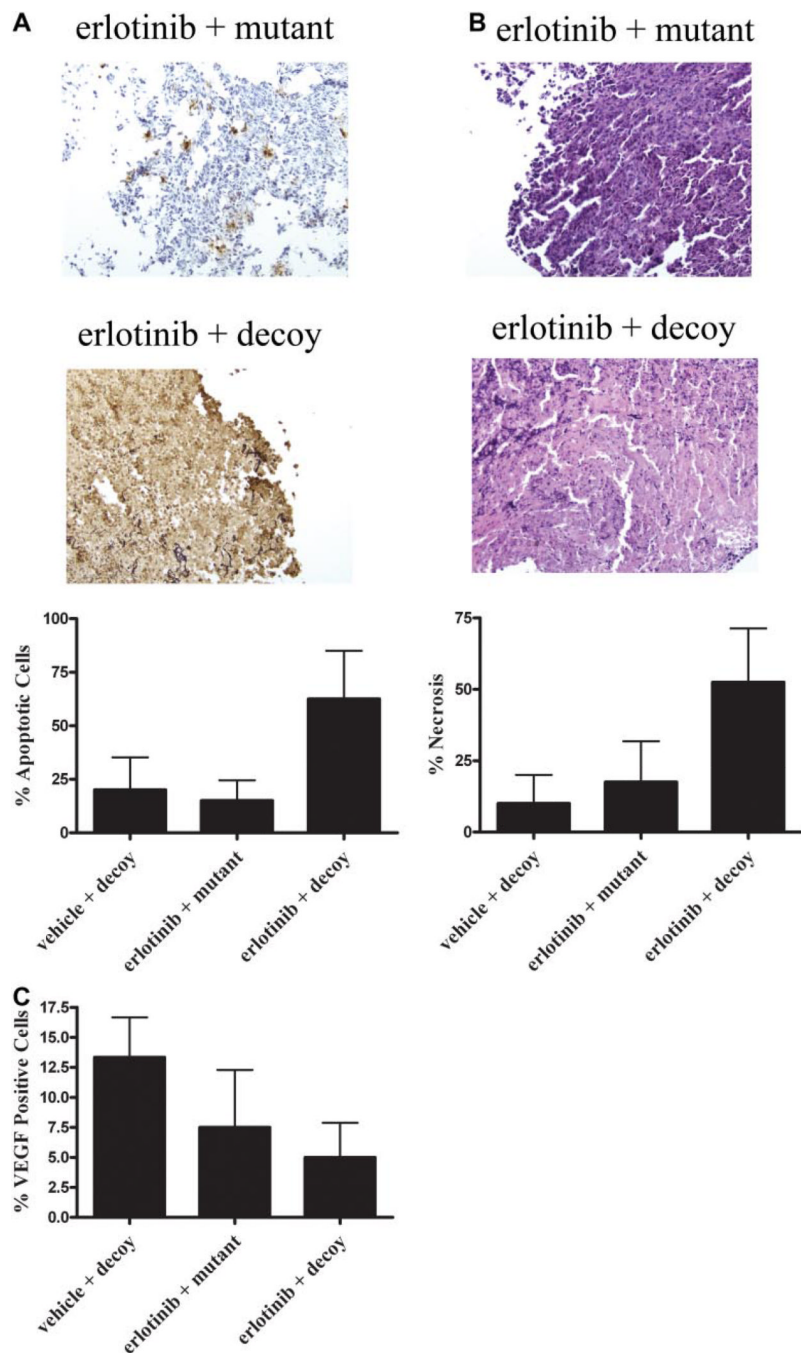 A
erlotinib + mutant
B
erlotinib + mutant
erlotinib + decoy
erlotinib + decoy
% Apoptotic Cells
100
75
50
25
0
vehicle + decoy
erlotinib + mutant
erlotinib + decoy
% Necrosis
75
50
25
0
vehicle + decoy
erlotinib + mutant
erlotinib + decoy
C
% VEGF Positive Cells
17.5
15.0
12.5
10.0
7.5
5.0
2.5
0.0
vehicle + decoy
erlotinib + mutant
erlotinib + decoy